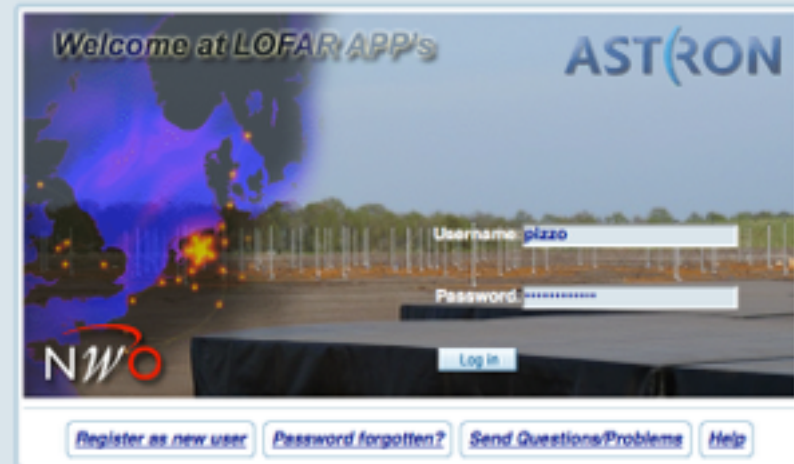 Welcome at LOFAR APP's
ASTRON
Username: pizzo
Password: ••••••••••••
NWO
Log in
Register as new user Password forgotten? Send Questions/Problems Help